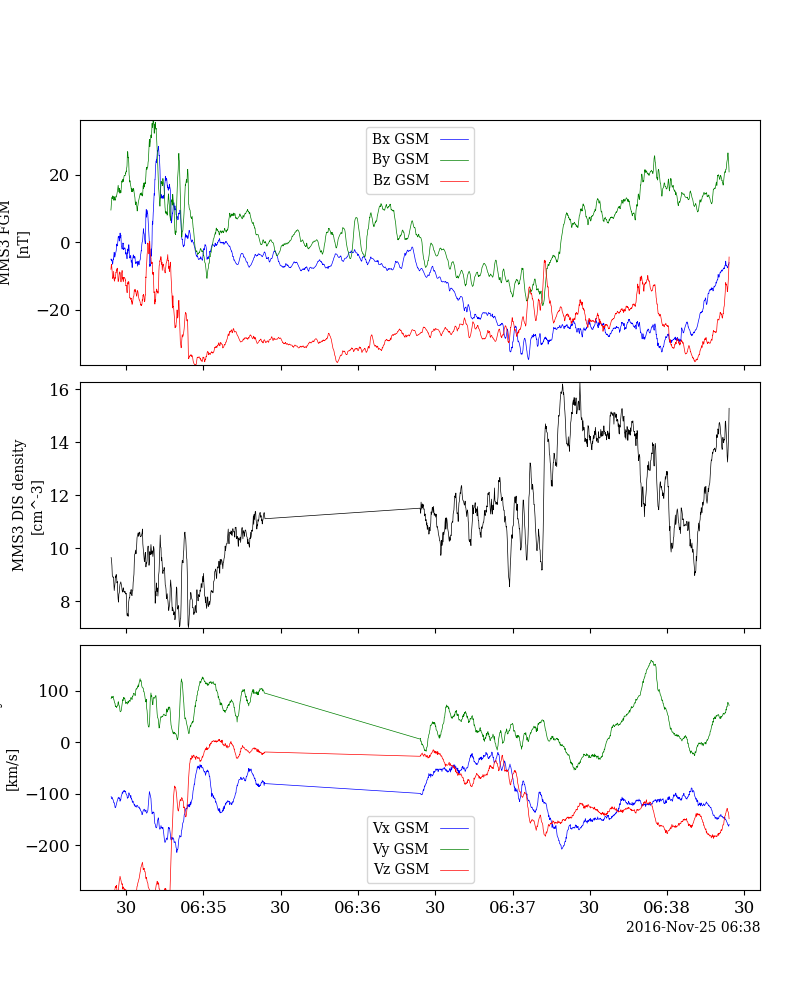 Bx GSM
By GSM
Bz GSM
20
0
−20
MMS3 FGM
[nT]
16
14
12
10
8
MMS3 DIS density
[cm^-3]
100
0
−100
−200
[km/s]
Vx GSM
Vy GSM
Vz GSM
30
06:35
30
06:36
30
06:37
30
06:38
30
2016-Nov-25 06:38